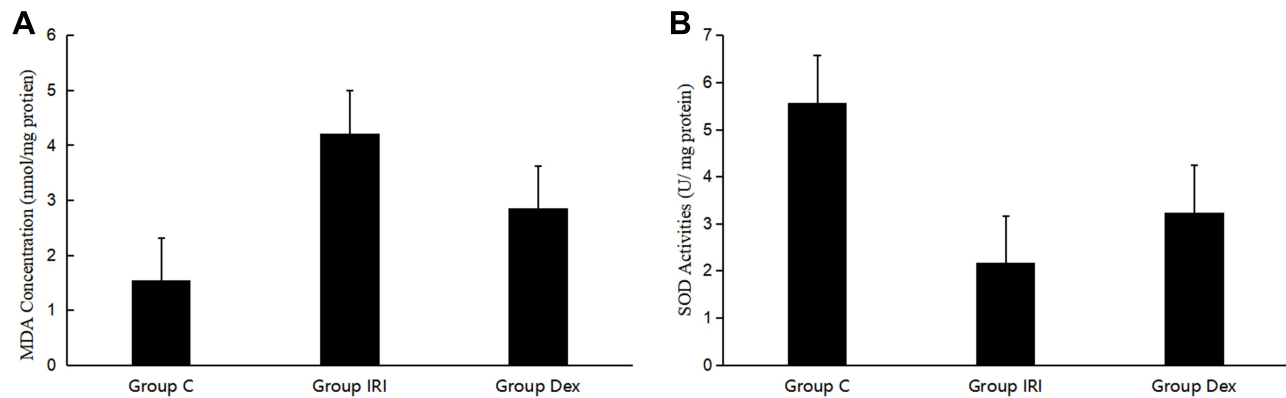 A
MDA Concentration (nmol/mg protien)
6
5
4
3
2
1
0
Group C
Group IRI
Group Dex
B
SOD Activities (U/ mg protein)
7
6
5
4
3
2
1
0
Group C
Group IRI
Group Dex